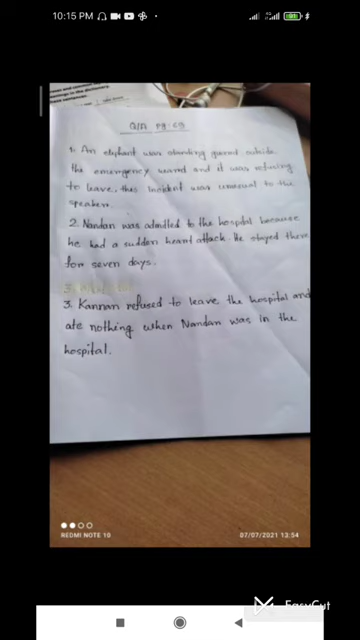 10:15 PM
Q/A Pg: 69
1. An elephant was standing guard outside
the emergency ward and it was refusing
to leave. this incident was unusual to the
speaker.
2. Nandan was admitted to the hospital because
he had a sudden heart attack. He stayed there
for seven days.
3. Kannan refused to leave the hospital and
ate nothing when Nandan was in the
hospital.
REDMI NOTE 10
07/07/2021 13:54
EasyCut